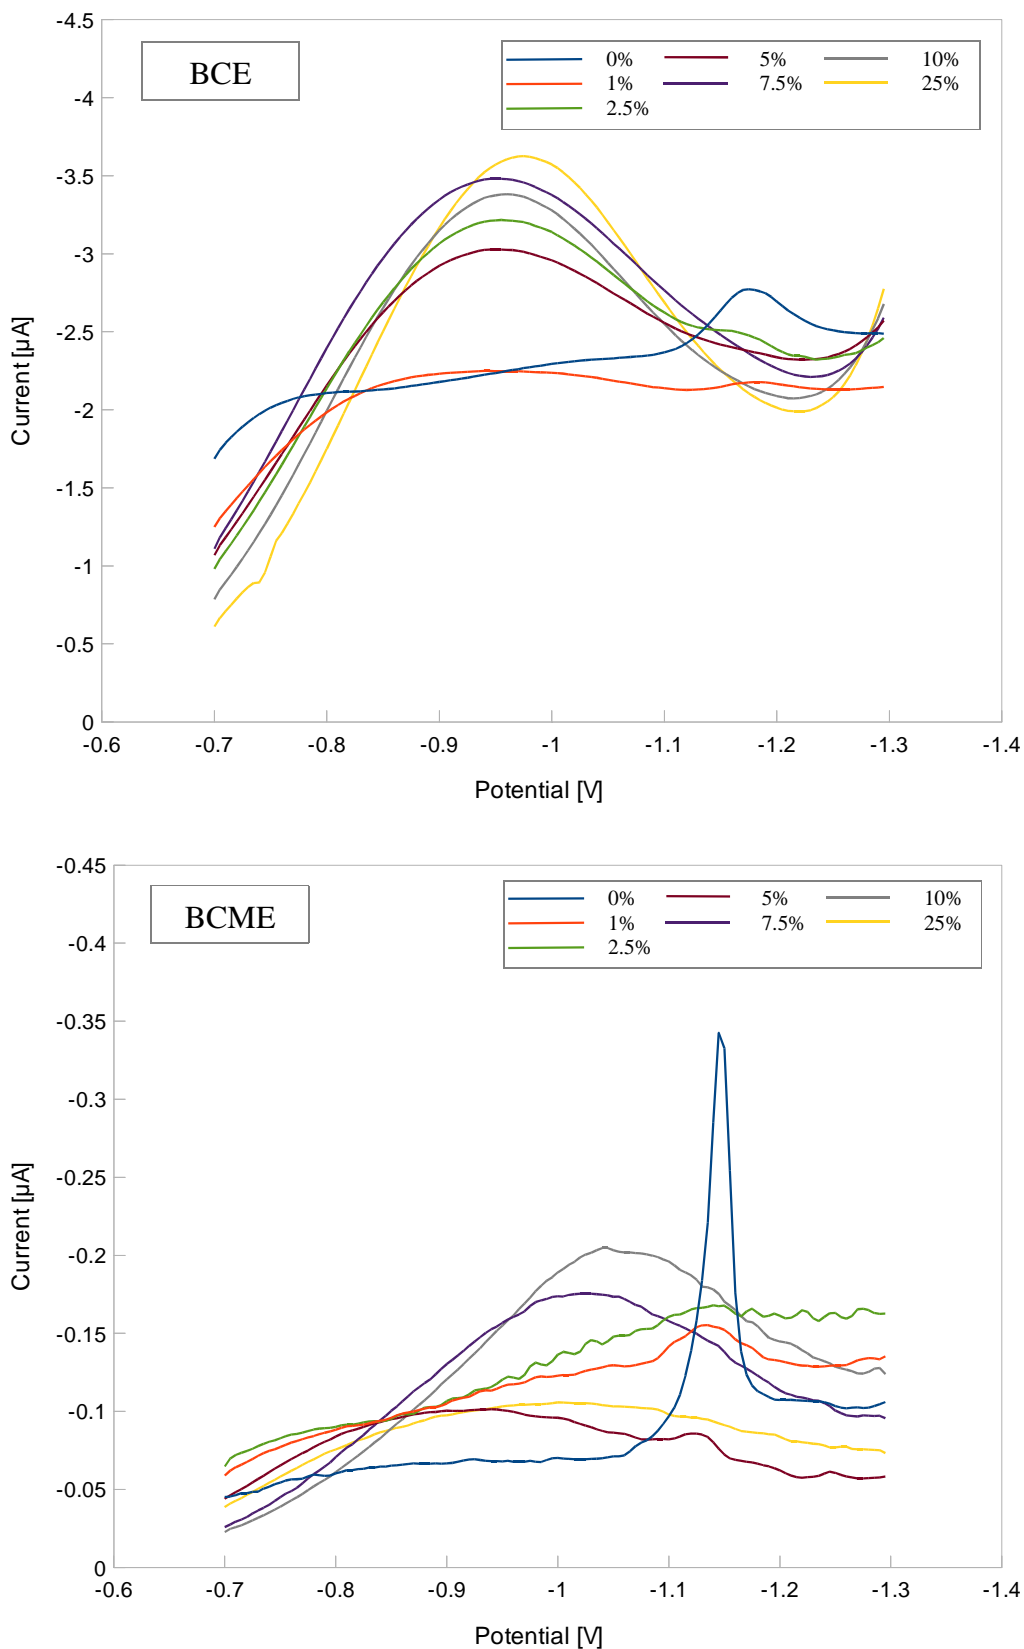 -4.5
BCE
0% 5% 10%
1% 7.5% 25%
2.5%
-4
-3.5
-3
-2.5
-2
-1.5
-1
-0.5
0
Current [µA]
-0.6 -0.7 -0.8 -0.9 -1 -1.1 -1.2 -1.3 -1.4
Potential [V]
-0.45
BCME
0% 5% 10%
1% 7.5% 25%
2.5%
-0.4
-0.35
-0.3
-0.25
-0.2
-0.15
-0.1
-0.05
0
Current [µA]
-0.6 -0.7 -0.8 -0.9 -1 -1.1 -1.2 -1.3 -1.4
Potential [V]